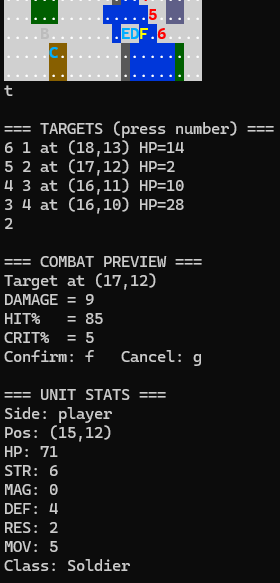 5
B .EDF.6
C
t
=== TARGETS (press number) ===
6 1 at (18,13) HP=14
5 2 at (17,12) HP=2
4 3 at (16,11) HP=10
3 4 at (16,10) HP=28
2
=== COMBAT PREVIEW ===
Target at (17,12)
DAMAGE = 9
HIT%   = 85
CRIT%  = 5
Confirm: f   Cancel: g
=== UNIT STATS ===
Side: player
Pos: (15,12)
HP: 71
STR: 6
MAG: 0
DEF: 4
RES: 2
MOV: 5
Class: Soldier